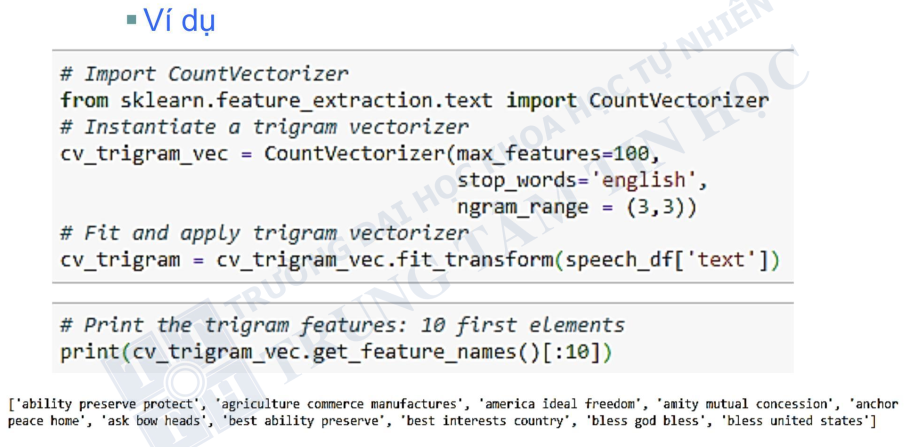 ▪ Ví dụ
# Import CountVectorizer
from sklearn.feature_extraction.text import CountVectorizer
# Instantiate a trigram vectorizer
cv_trigram_vec = CountVectorizer(max_features=100,
stop_words='english',
ngram_range = (3,3))
# Fit and apply trigram vectorizer
cv_trigram = cv_trigram_vec.fit_transform(speech_df['text'])
# Print the trigram features: 10 first elements
print(cv_trigram_vec.get_feature_names()[:10])
['ability preserve protect', 'agriculture commerce manufactures', 'america ideal freedom', 'amity mutual concession', 'anchor
peace home', 'ask bow heads', 'best ability preserve', 'best interests country', 'bless god bless', 'bless united states']
TRƯỜNG ĐẠI HỌC KHOA HỌC TỰ NHIÊN
TRUNG TÂM TIN HỌC